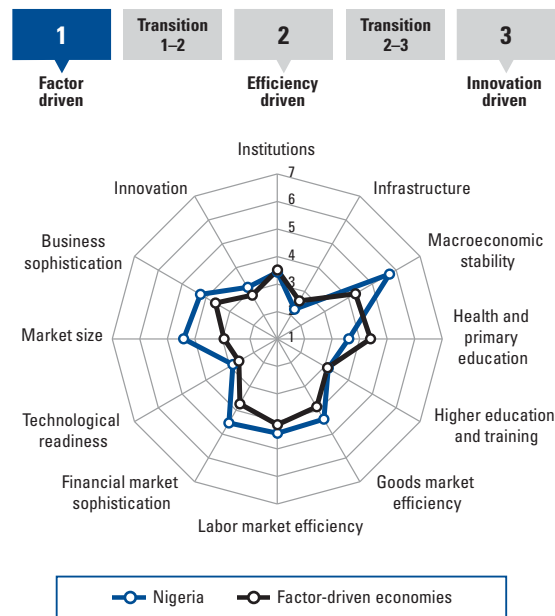 1
Transition
1–2
2
Transition
2–3
3
Factor
driven
Efficiency
driven
Innovation
driven
Institutions
7
6
5
4
3
2
1
Infrastructure
Macroeconomic
stability
Health and
primary
education
Higher education
and training
Goods market
efficiency
Labor market efficiency
Financial market
sophistication
Technological
readiness
Market size
Business
sophistication
Innovation
Nigeria
Factor-driven economies